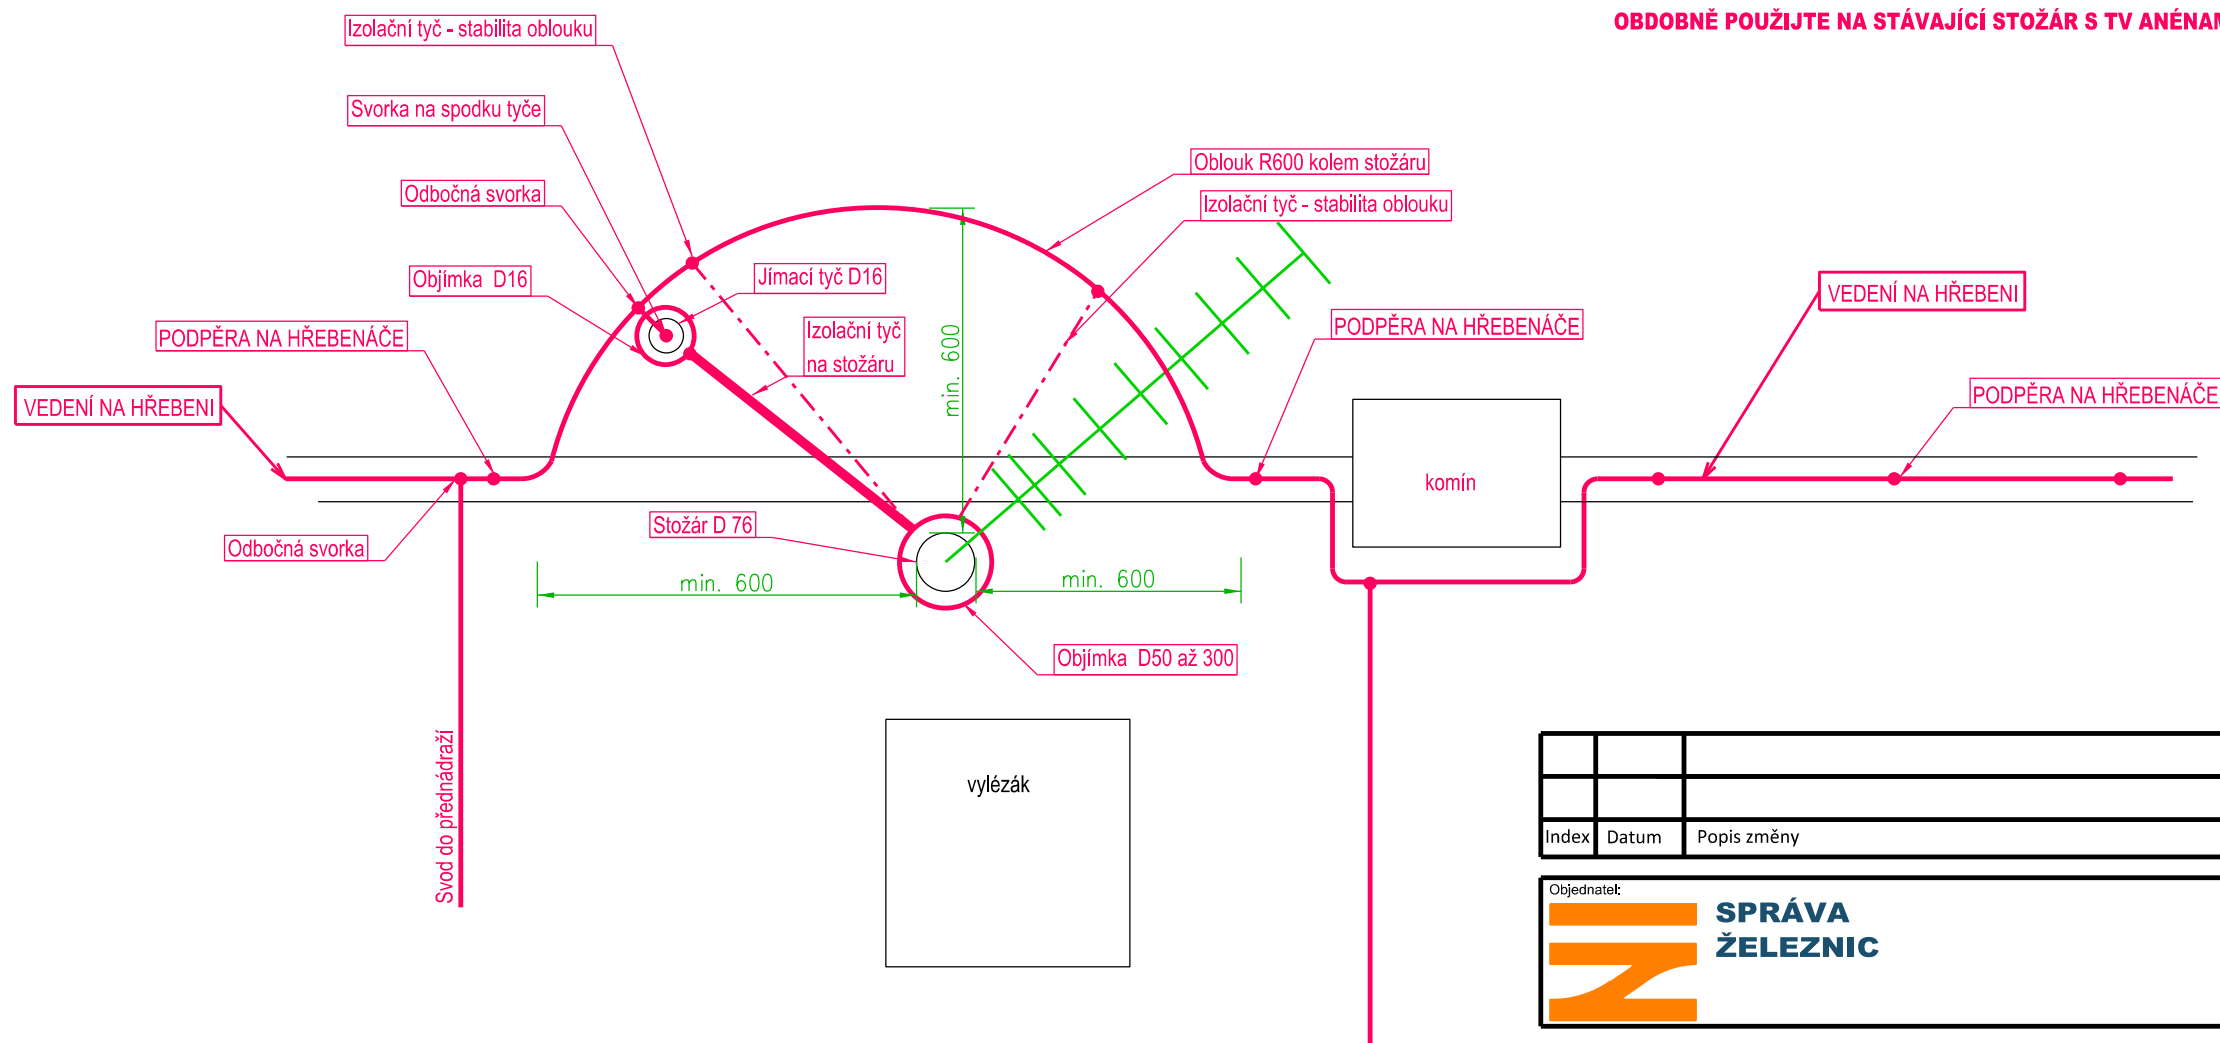 OBDOBNĚ POUŽIJTE NA STÁVAJÍCÍ STOŽÁR S TV ANÉNAM
Izolační tyč - stabilita oblouku
Svorka na spodku tyče
Oblouk R600 kolem stožáru
Odbočná svorka
Izolační tyč - stabilita oblouku
Objímka D16
Jímací tyč D16
VEDENÍ NA HŘEBENI
PODPĚRA NA HŘEBENÁČE
Izolační tyč
na stožáru
min. 600
PODPĚRA NA HŘEBENÁČE
VEDENÍ NA HŘEBENI
PODPĚRA NA HŘEBENÁČE
komín
Stožár D 76
Odbočná svorka
min. 600
min. 600
Objímka D50 až 300
Svod do přednádraží
vylézák
Index Datum Popis změny
Objednatel:
SPRÁVA
ŽELEZNIC